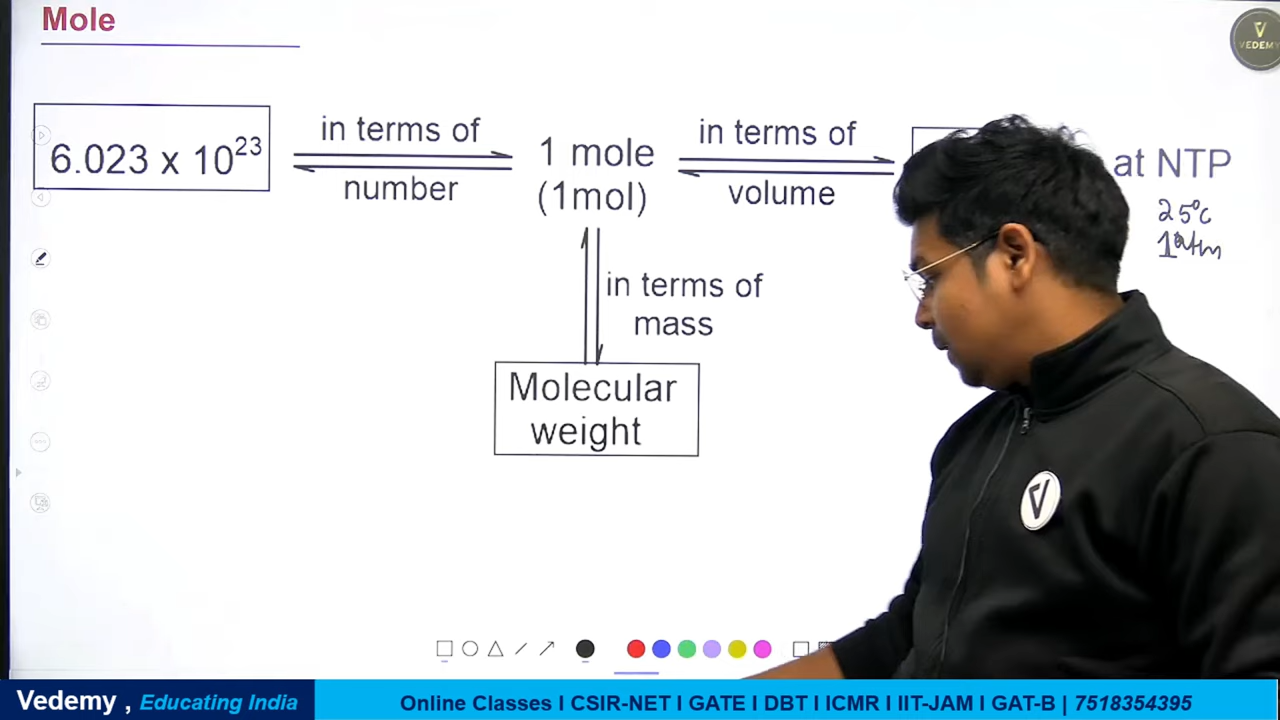 Mole
VEDEMY
6.023 x 10²³
in terms of
number
1 mole
(1mol)
in terms of
volume
at NTP
25°C
1atm
in terms of
mass
Molecular
weight
Vedemy , Educating India
Online Classes I CSIR-NET I GATE I DBT I ICMR I IIT-JAM I GAT-B | 7518354395